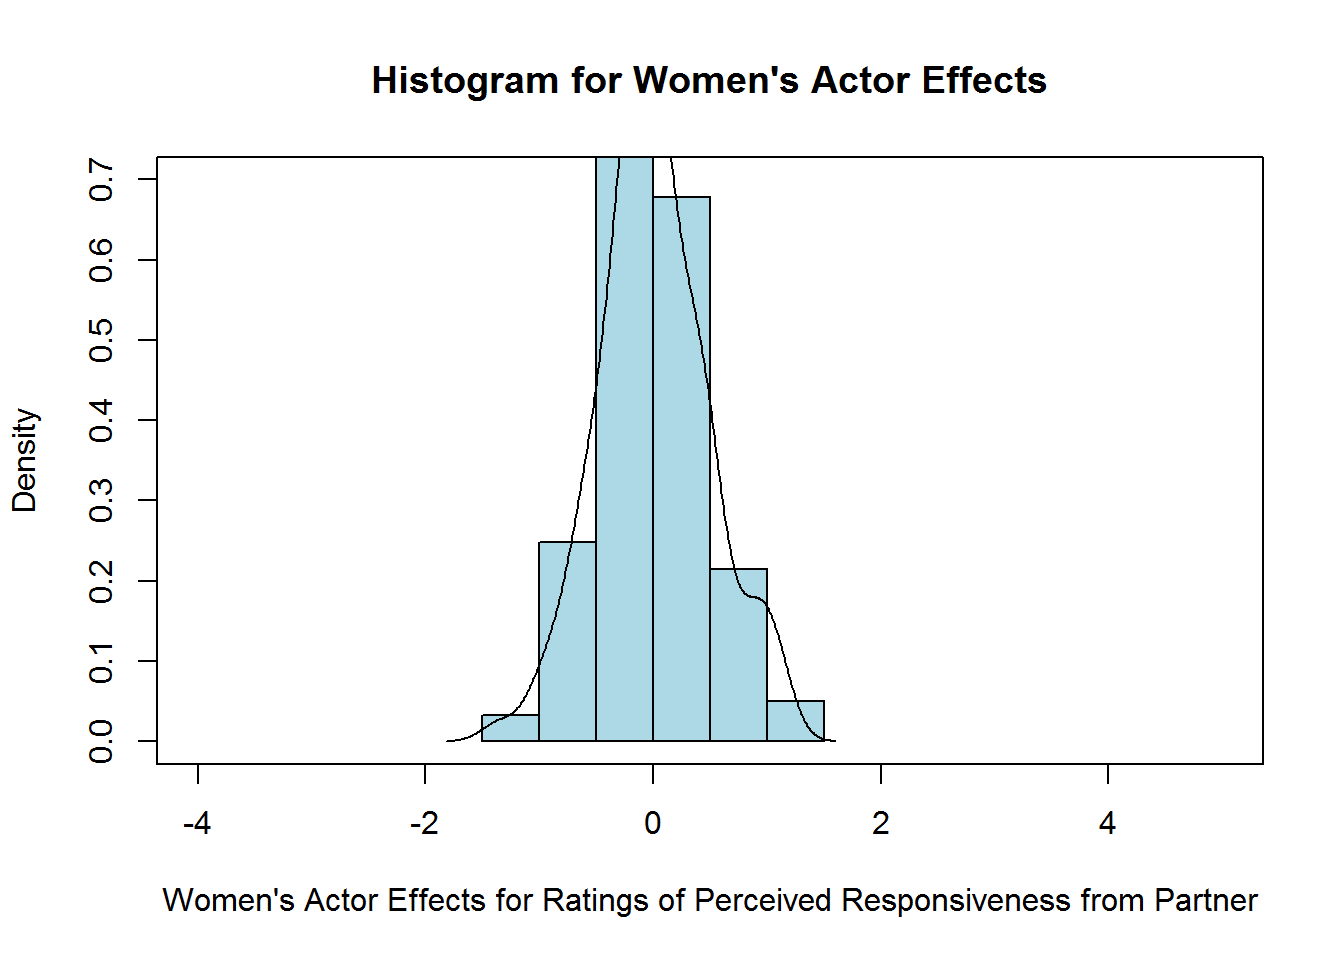 Histogram for Women's Actor Effects
0.7
0.6
0.5
0.4
0.3
0.2
0.1
0.0
Density
-4 -2 0 2 4
Women's Actor Effects for Ratings of Perceived Responsiveness from Partner